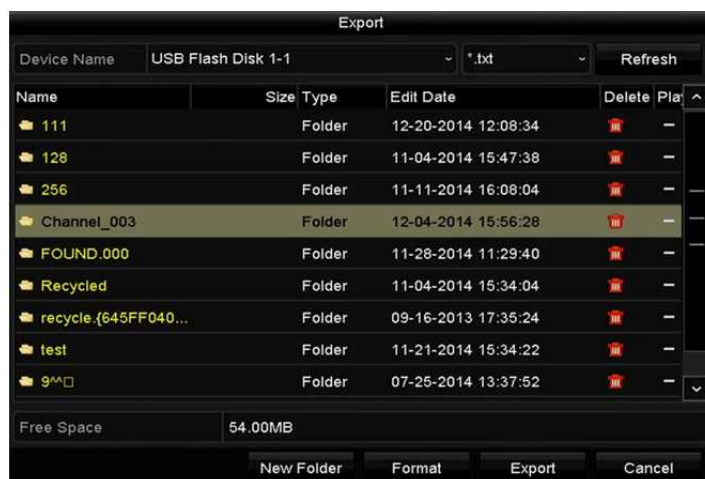 Export
Device Name USB Flash Disk 1-1 *.txt Refresh
Name Size Type Edit Date Delete Pla
111 Folder 12-20-2014 12:08:34 –
128 Folder 11-04-2014 15:47:38 –
256 Folder 11-11-2014 16:08:04 –
Channel_003 Folder 12-04-2014 15:56:28 –
FOUND.000 Folder 11-28-2014 11:29:40 –
Recycled Folder 11-04-2014 15:34:04 –
recycle.{645FF040... Folder 09-16-2013 17:35:24 –
test Folder 11-21-2014 15:34:22 –
9^^□ Folder 07-25-2014 13:37:52 –
Free Space 54.00MB
New Folder Format Export Cancel